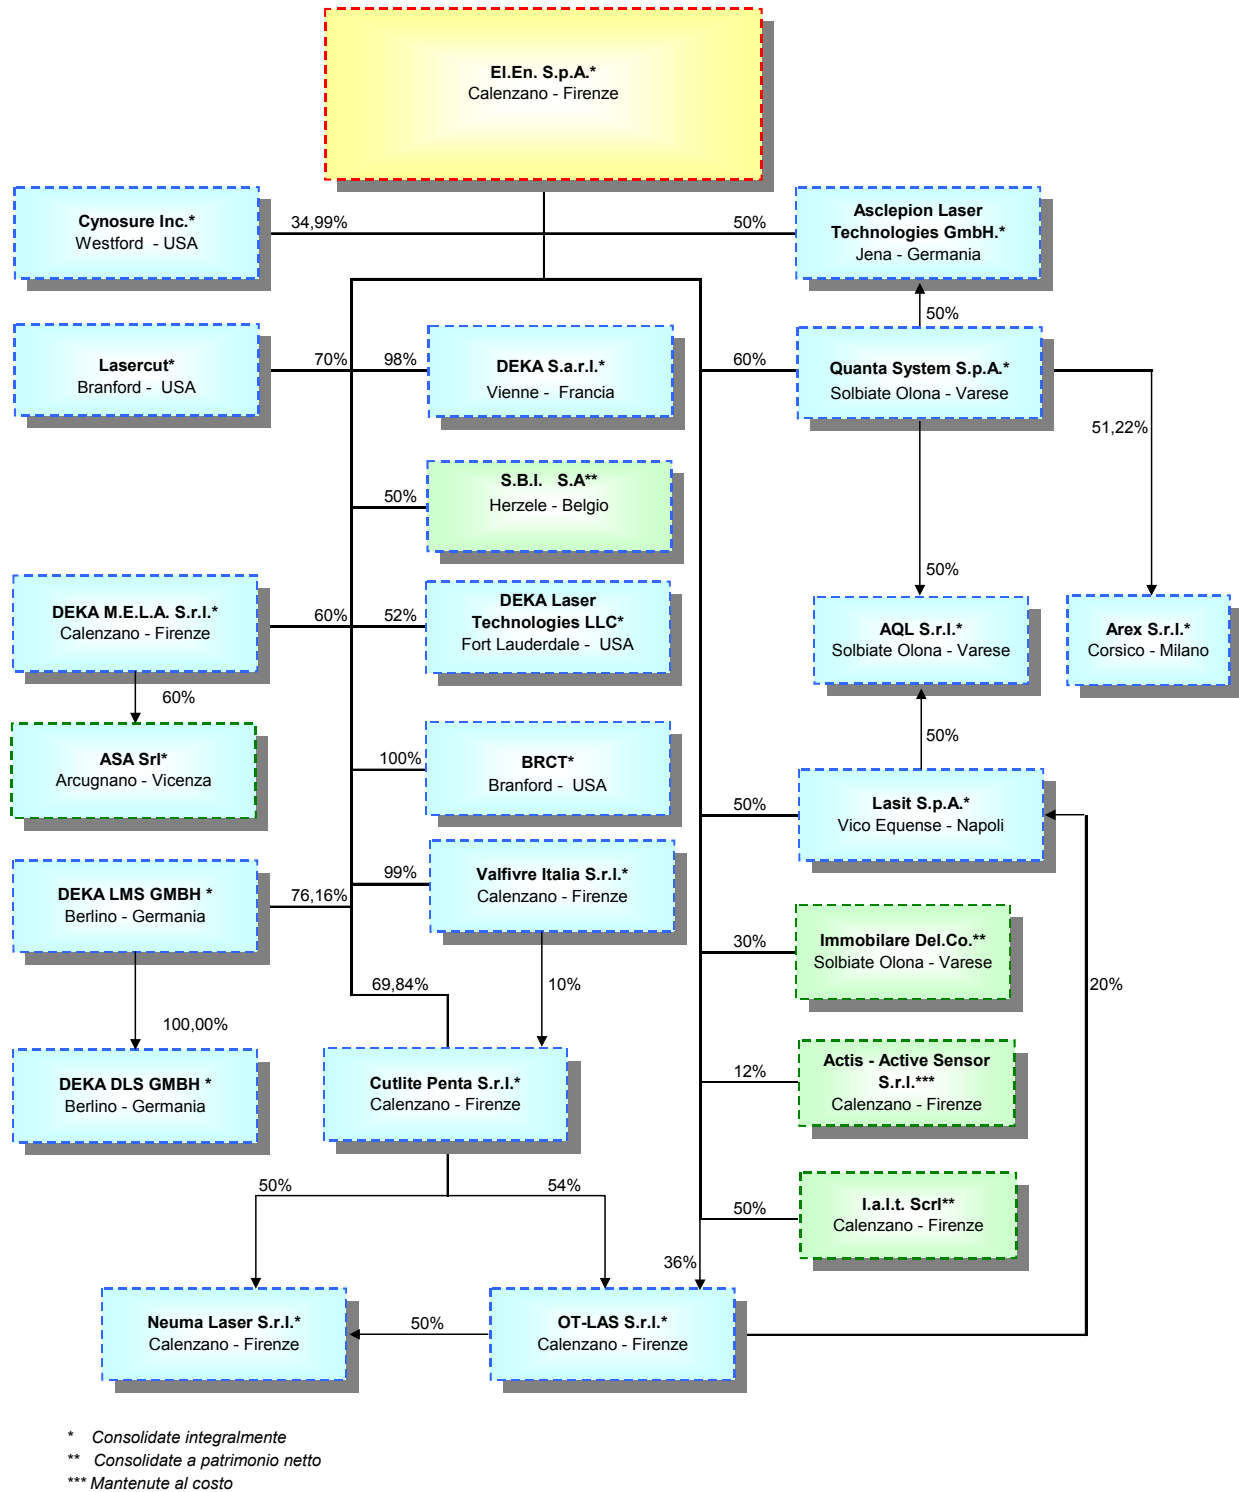 El.En. S.p.A.*
Calenzano - Firenze
Cynosure Inc.*
Westford - USA
34,99%
50%
Asclepion Laser
Technologies GmbH.*
Jena - Germania
50%
Lasercut*
Branford - USA
70%
98%
DEKA S.a.r.l.*
Vienne - Francia
60%
Quanta System S.p.A.*
Solbiate Olona - Varese
51,22%
50%
S.B.I. S.A**
Herzele - Belgio
50%
DEKA M.E.L.A. S.r.l.*
Calenzano - Firenze
60%
52%
DEKA Laser
Technologies LLC*
Fort Lauderdale - USA
AQL S.r.l.*
Solbiate Olona - Varese
Arex S.r.l.*
Corsico - Milano
60%
50%
ASA Srl*
Arcugnano - Vicenza
100%
BRCT*
Branford - USA
50%
Lasit S.p.A.*
Vico Equense - Napoli
DEKA LMS GMBH *
Berlino - Germania
76,16%
99%
Valfivre Italia S.r.l.*
Calenzano - Firenze
30%
Immobilare Del.Co.**
Solbiate Olona - Varese
69,84%
10%
20%
100,00%
DEKA DLS GMBH *
Berlino - Germania
Cutlite Penta S.r.l.*
Calenzano - Firenze
12%
Actis - Active Sensor
S.r.l.***
Calenzano - Firenze
50%
54%
50%
I.a.l.t. Scrl**
Calenzano - Firenze
36%
Neuma Laser S.r.l.*
Calenzano - Firenze
50%
OT-LAS S.r.l.*
Calenzano - Firenze
* Consolidate integralmente
** Consolidate a patrimonio netto
*** Mantenute al costo